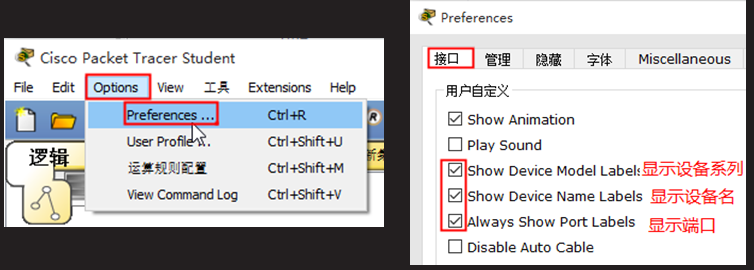 Cisco Packet Tracer Student
File Edit Options View 工具 Extensions Help
Preferences ... Ctrl+R
User Profile ... Ctrl+Shift+U
运算规则配置 Ctrl+Shift+M
View Command Log Ctrl+Shift+V
逻辑
Preferences
接口 管理 隐藏 字体 Miscellaneous
用户自定义
Show Animation
Play Sound
Show Device Model Labels 显示设备系列
Show Device Name Labels 显示设备名
Always Show Port Labels 显示端口
Disable Auto Cable